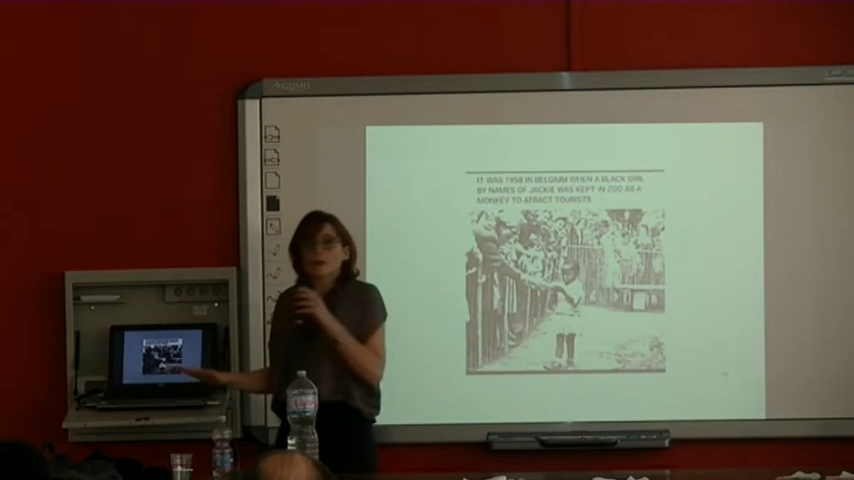 IT WAS 1958 IN BELGIUM WHEN A BLACK GIRL
BY NAMES OF JACKIE WAS KEPT IN ZOO AS A
MONKEY TO ATRACT TOURISTS